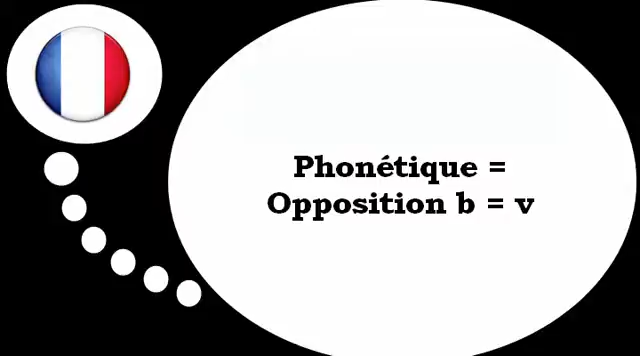 Phonétique =
Opposition b = v